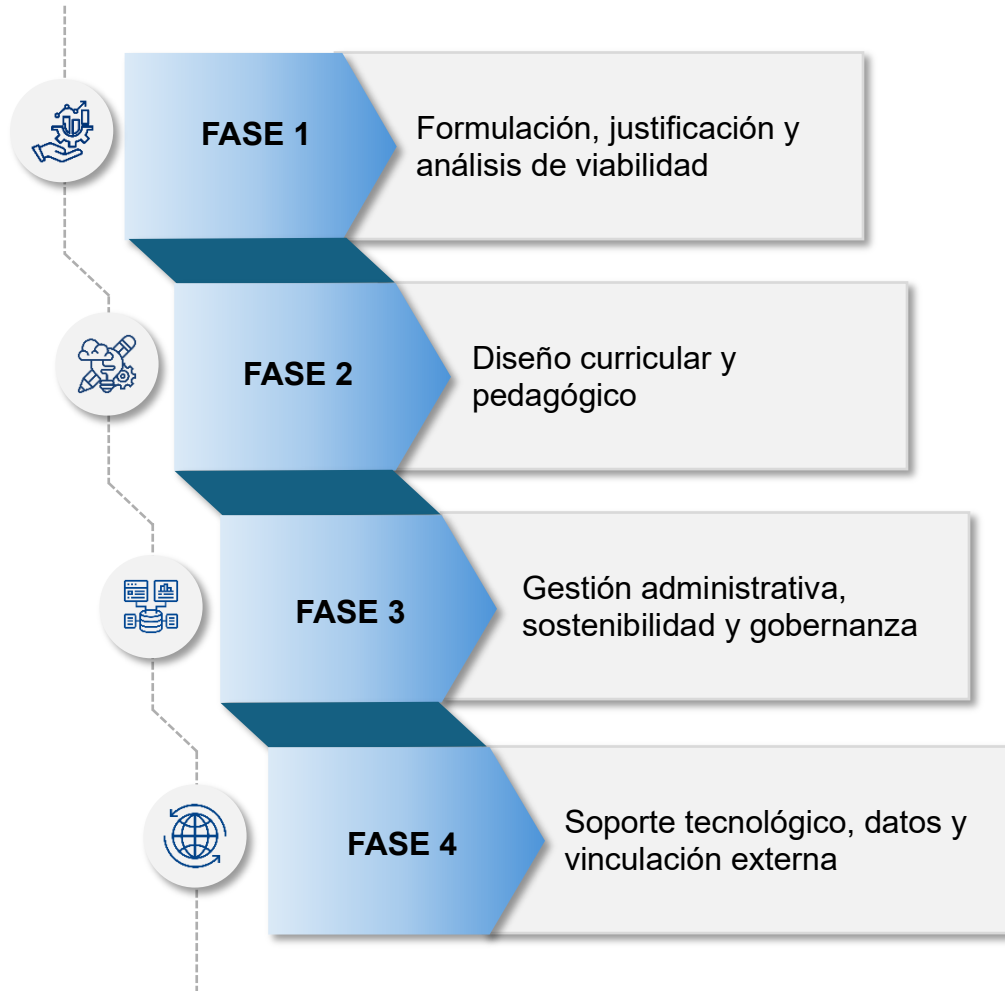 FASE 1
Formulación, justificación y
análisis de viabilidad
FASE 2
Diseño curricular y
pedagógico
FASE 3
Gestión administrativa,
sostenibilidad y gobernanza
FASE 4
Soporte tecnológico, datos y
vinculación externa